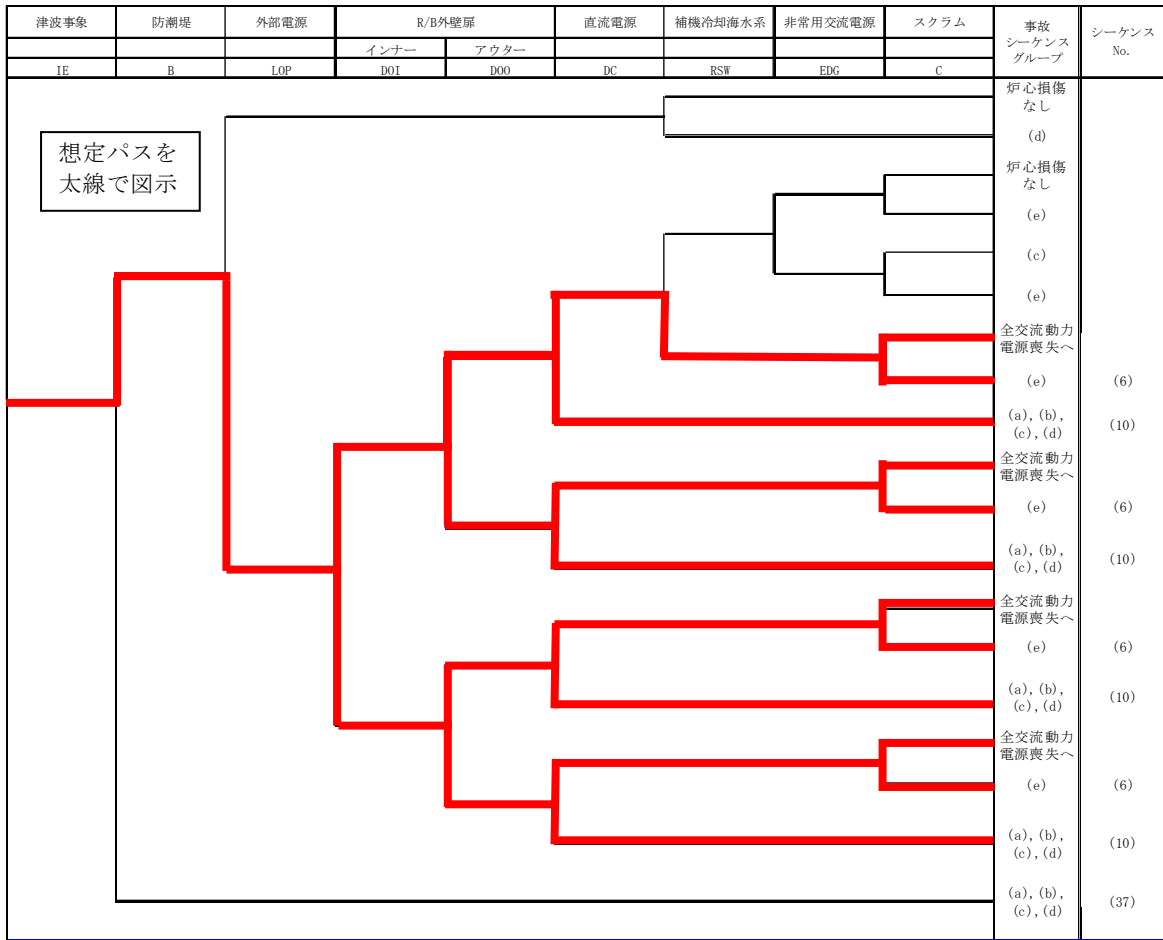 津波事象 防潮堤 外部電源 R/B外壁扉 直流電源 補機冷却海水系 非常用交流電源 スクラム 事故
シーケンス
グループ シーケンス
No.
インナー アウター
IE B LOP DOI DOO DC RSW EDG C
想定パスを
太線で図示
炉心損傷
なし
(d)
炉心損傷
なし
(e)
(c)
(e)
全交流動力
電源喪失へ
(e) (6)
(a),(b),
(c),(d) (10)
全交流動力
電源喪失へ
(e) (6)
(a),(b),
(c),(d) (10)
全交流動力
電源喪失へ
(e) (6)
(a),(b),
(c),(d) (10)
全交流動力
電源喪失へ
(e) (6)
(a),(b),
(c),(d) (10)
(a),(b),
(c),(d) (37)